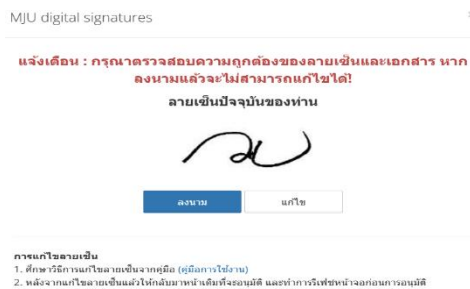 MJU digital signatures
แจ้งเตือน : กรุณาตรวจสอบความถูกต้องของลายเซ็นและเอกสาร หาก
ลงนามแล้วจะไม่สามารถแก้ไขได้!
ลายเซ็นปัจจุบันของท่าน
ลงนาม
แก้ไข
การแก้ไขลายเซ็น
1. ศึกษาวิธีการแก้ไขลายเซ็นจากคู่มือ (คู่มือการใช้งาน)
2. หลังจากแก้ไขลายเซ็นแล้วให้กลับมาหน้าเดิมที่จะอนุมัติ และทำการรีเฟชหน้าจอก่อนการอนุมัติ